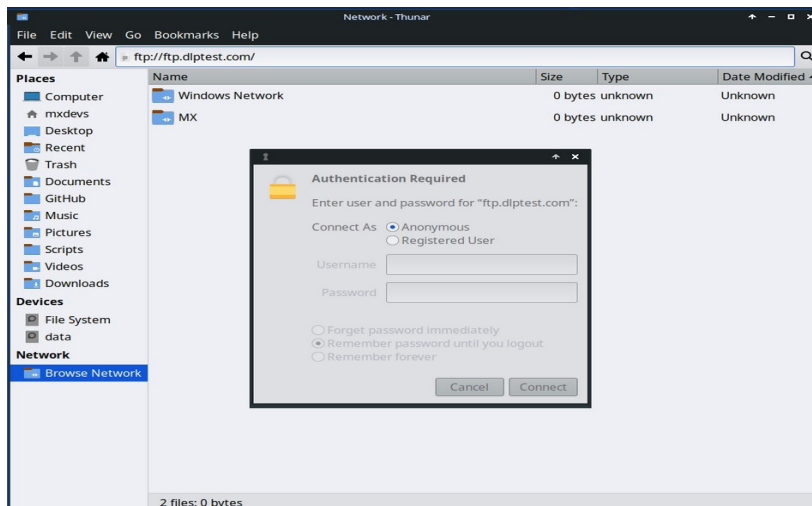 Network - Thunar
File Edit View Go Bookmarks Help
ftp://ftp.dlptest.com/
Places
Computer
mxdevs
Desktop
Recent
Trash
Documents
GitHub
Music
Pictures
Scripts
Videos
Downloads
Devices
File System
data
Network
Browse Network
Name Size Type Date Modified
Windows Network 0 bytes unknown Unknown
MX 0 bytes unknown Unknown
Authentication Required
Enter user and password for "ftp.dlptest.com":
Connect As Anonymous
Registered User
Username
Password
Forget password immediately
Remember password until you logout
Remember forever
Cancel Connect
2 files: 0 bytes